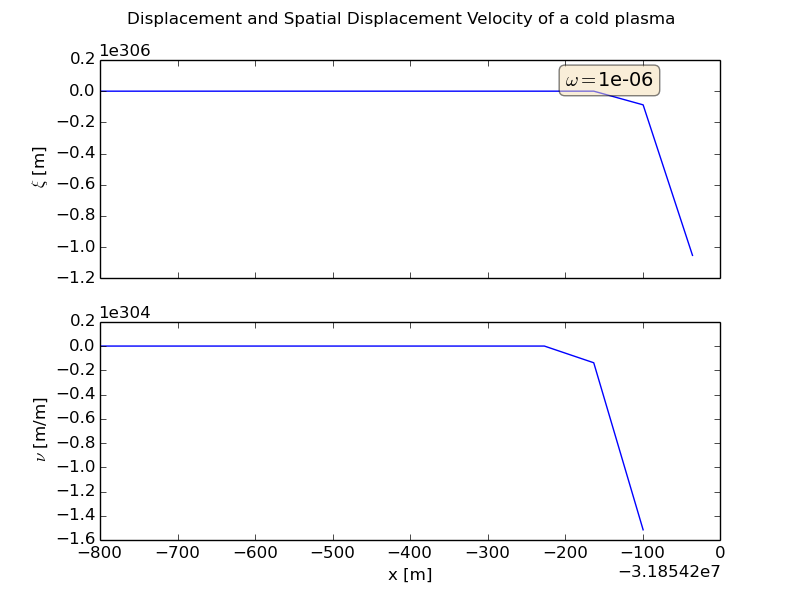 Displacement and Spatial Displacement Velocity of a cold plasma
1e306
ω=1e-06
0.2
0.0
−0.2
−0.4
−0.6
−0.8
−1.0
−1.2
ξ [m]
1e304
0.2
0.0
−0.2
−0.4
−0.6
−0.8
−1.0
−1.2
−1.4
−1.6
ν [m/m]
−800 −700 −600 −500 −400 −300 −200 −100 0
x [m]
−3.18542e7